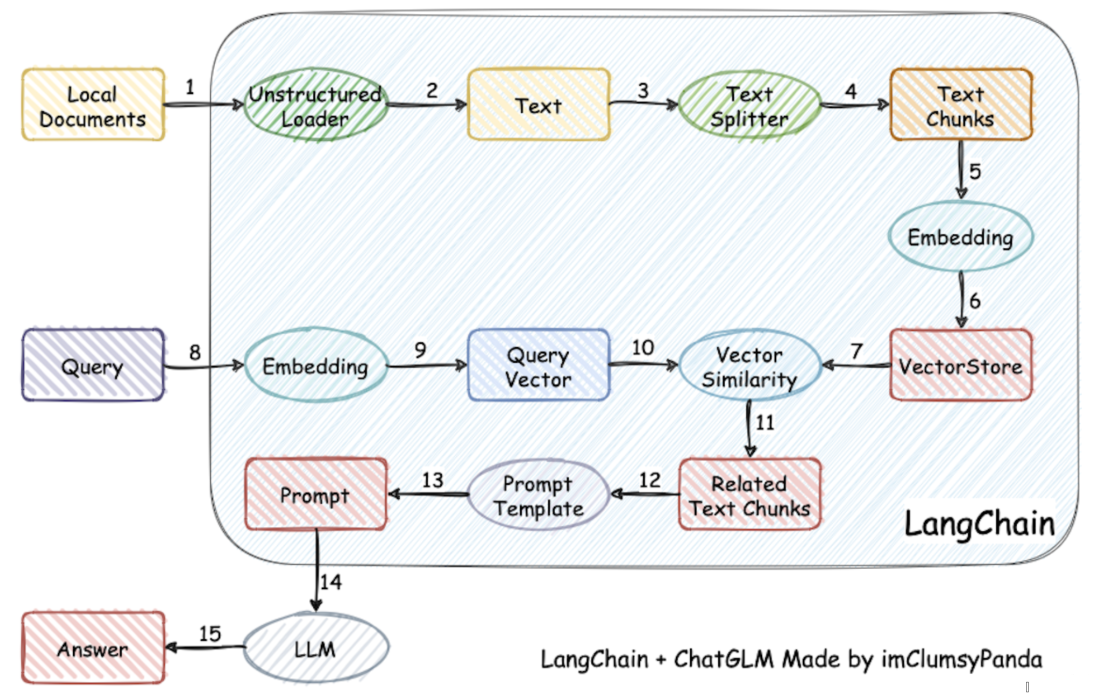 1
2
3
4
Local
Documents
Unstructured
Loader
Text
Text
Splitter
Text
Chunks
5
Embedding
6
8
9
10
7
Query
Embedding
Query
Vector
Vector
Similarity
VectorStore
11
13
12
Prompt
Prompt
Template
Related
Text Chunks
LangChain
14
15
Answer
LLM
LangChain + ChatGLM Made by imClumsyPanda